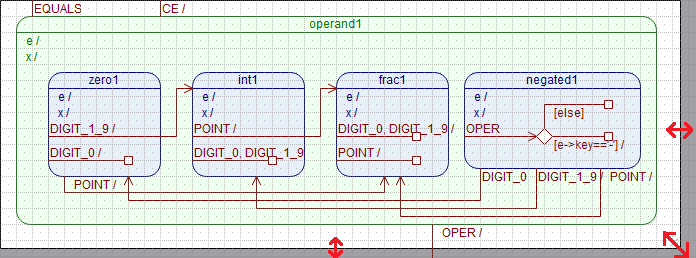 EQUALS
CE /
operand1
e /
x /
zero1
e /
x /
DIGIT_1_9 /
DIGIT_0 /
int1
e /
x /
POINT /
DIGIT_0, DIGIT_1_9
frac1
e /
x /
DIGIT_0, DIGIT_1_9 /
POINT /
negated1
e /
x /
OPER
[else]
[e->key=='-'] /
POINT /
DIGIT_0
DIGIT_1_9 /
POINT /
OPER /